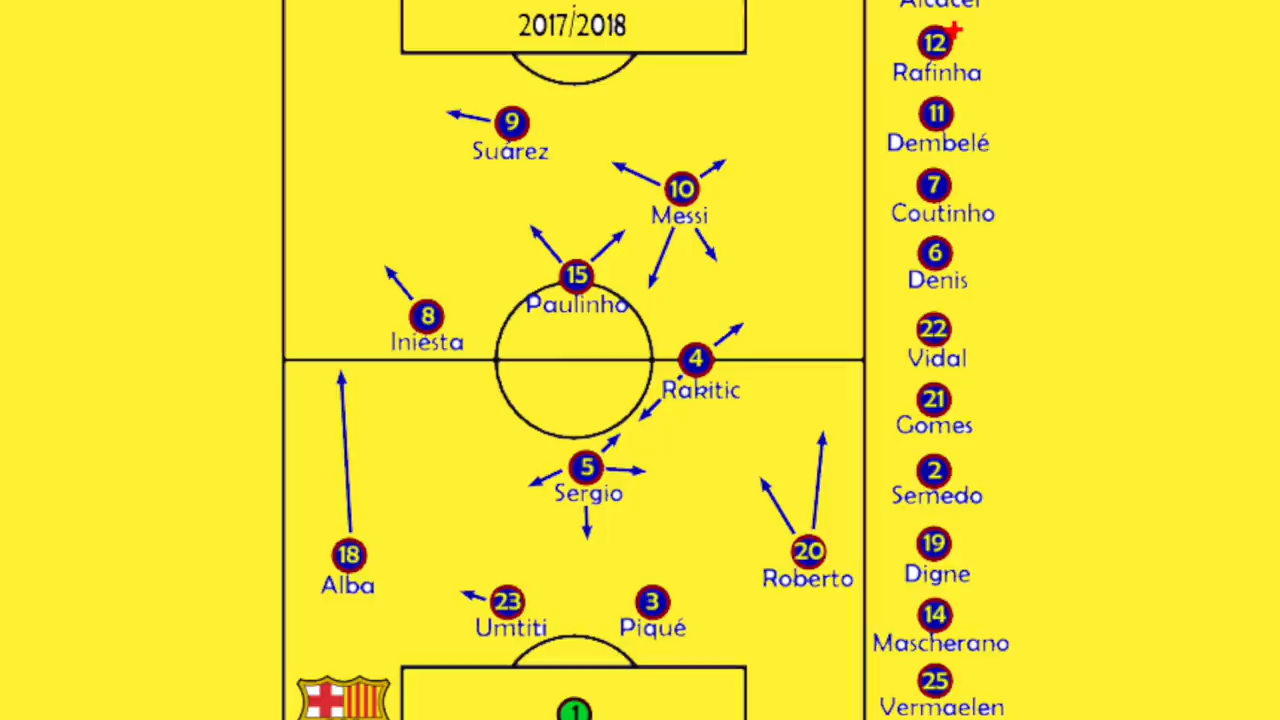 2017/2018
9
Suárez
10
Messi
15
Paulinho
8
Iniesta
4
Rakitic
5
Sergio
18
Alba
20
Roberto
23
Umtiti
3
Piqué
1
Alcácer
12
Rafinha
11
Dembelé
7
Coutinho
6
Denis
22
Vidal
21
Gomes
2
Semedo
19
Digne
14
Mascherano
25
Vermaelen